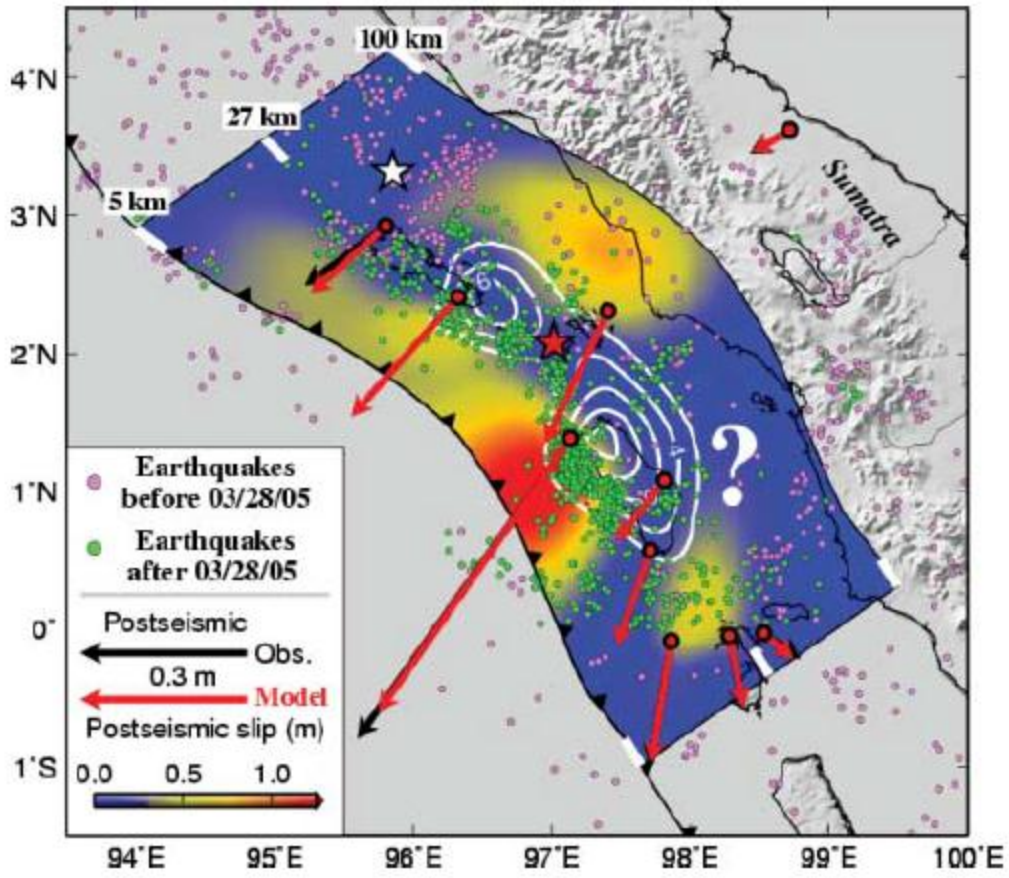 100 km
4°N
27 km
3°N
5 km
Sumatra
6
2°N
4
?
1°N
Earthquakes
before 03/28/05
Earthquakes
after 03/28/05
0°
Postseismic
Obs.
0.3 m
Model
Postseismic slip (m)
1°S
0.0 0.5 1.0
94°E 95°E 96°E 97°E 98°E 99°E 100°E